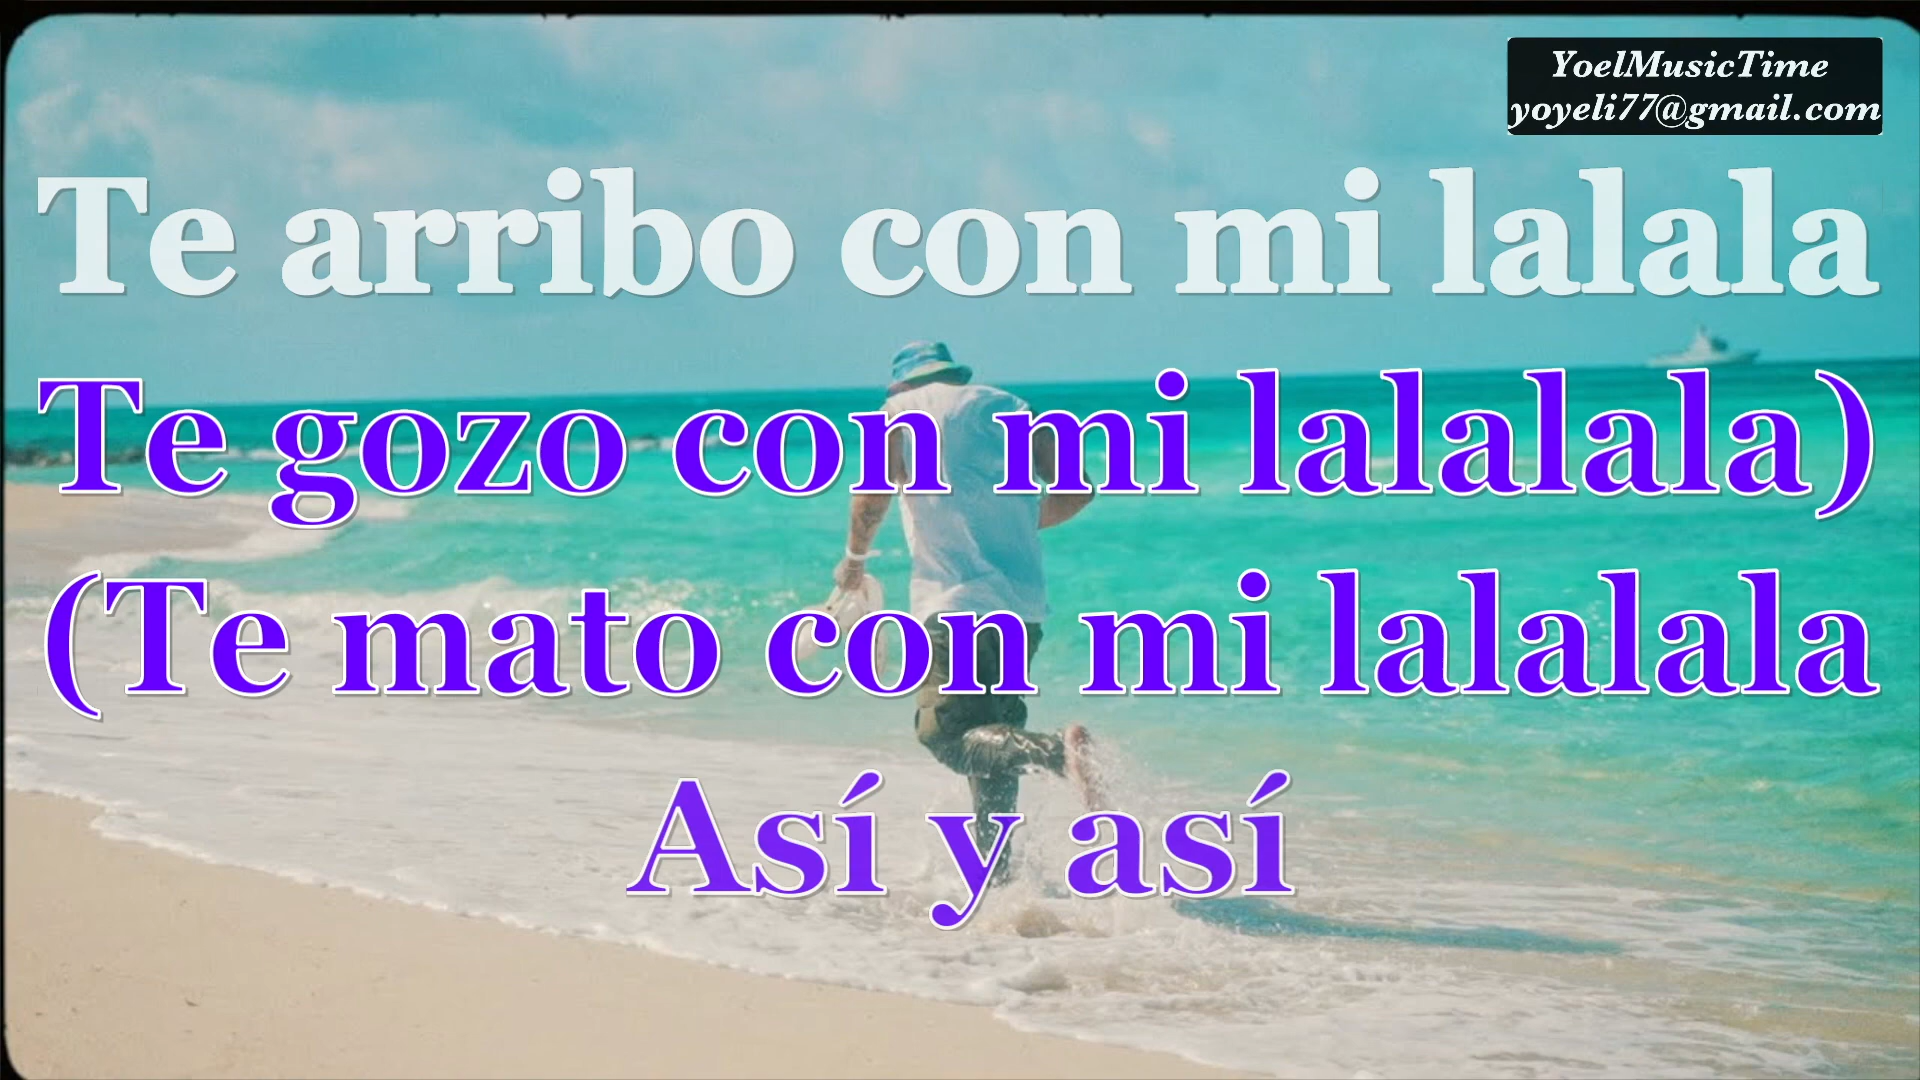 YoelMusicTime
yoyeli77@gmail.com
Te arribo con mi lalala
Te gozo con mi lalalala)
(Te mato con mi lalalala
Así y así